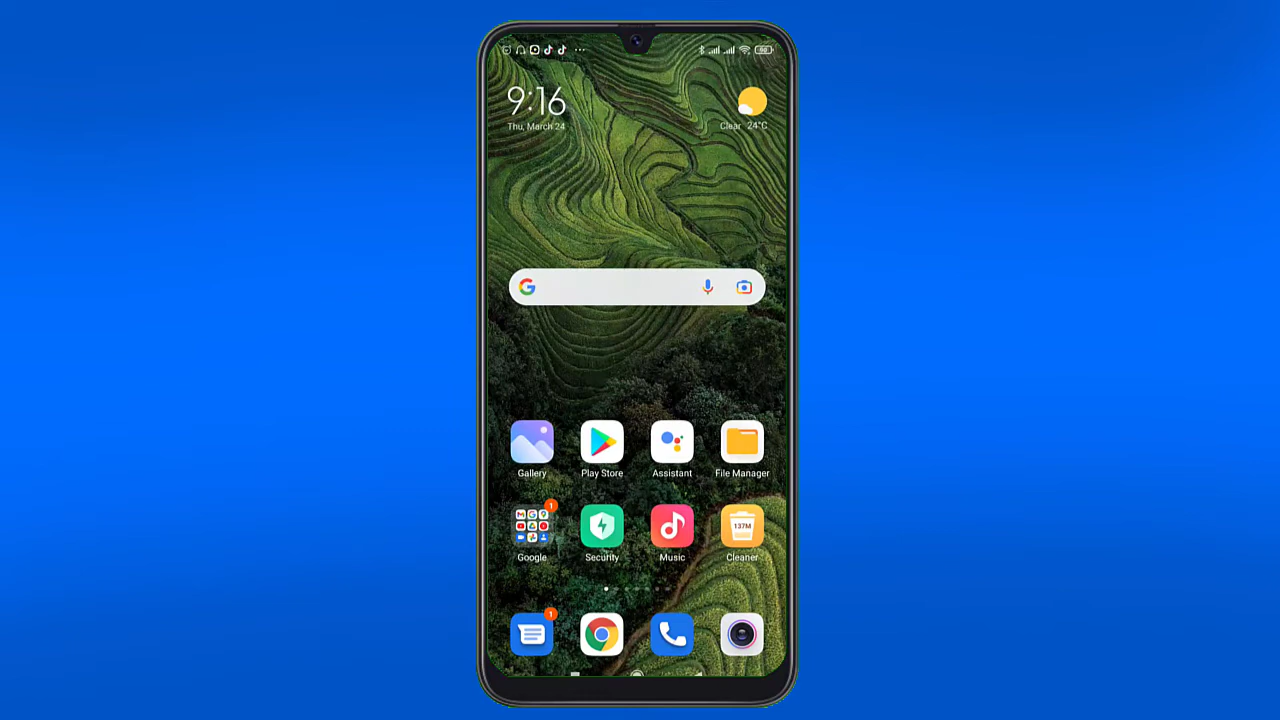 60
9:16
Thu, March 24
Clear 24°C
Gallery
Play Store
Assistant
File Manager
1
137M
Google
Security
Music
Cleaner
1